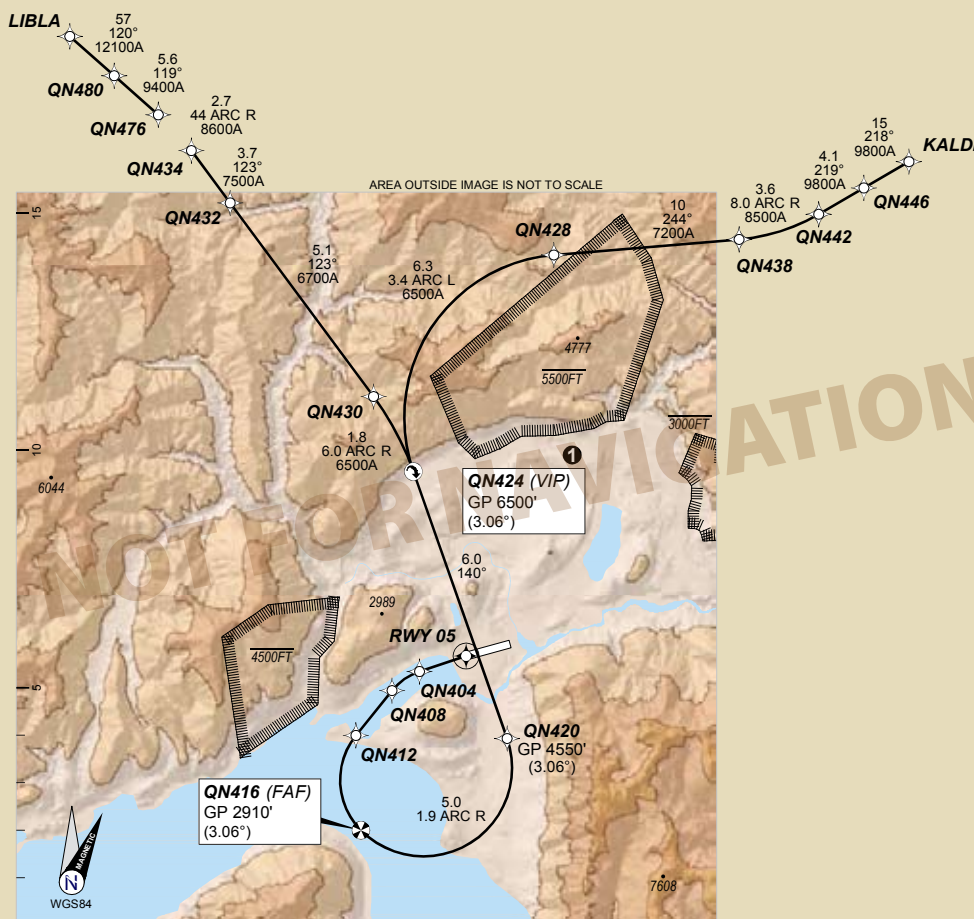 LIBLA
57
120°
12100A
QN480
5.6
119°
9400A
QN476
2.7
44 ARC R
8600A
QN434
3.7
123°
7500A
QN432
AREA OUTSIDE IMAGE IS NOT TO SCALE
15
218°
9800A
KALD
4.1
219°
9800A
QN446
3.6
8.0 ARC R
8500A
QN442
QN438
10
244°
7200A
QN428
15
5.1
123°
6700A
6.3
3.4 ARC L
6500A
4777
5500FT
QN430
3000FT
1.8
6.0 ARC R
6500A
10
6044
1
QN424 (VIP)
GP 6500'
(3.06°)
NOT FOR NAVIGATION
6.0
140°
2989
4500FT
RWY 05
5
QN404
QN408
QN412
QN420
GP 4550'
(3.06°)
QN416 (FAF)
GP 2910'
(3.06°)
5.0
1.9 ARC R
MAGNETIC
N
WGS84
7608